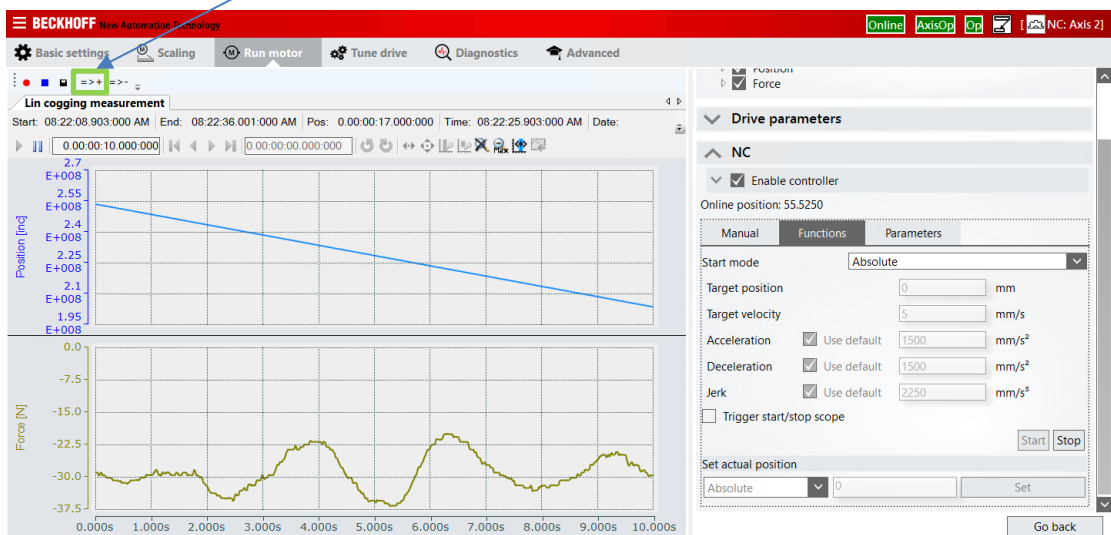 BECKHOFF New Automation Technology
Online AxisOp Op [ NC: Axis 2]
Basic settings Scaling Run motor Tune drive Diagnostics Advanced
=>+ =>-
Lin cogging measurement
Start: 08:22:08.903:000 AM End: 08:22:36.001:000 AM Pos: 0.00:00:17.000:000 Time: 08:22:25.903:000 AM Date:
0.00:00:10.000:000 0.00:00:00.000:000
Position [inc]
2.7
E+008
2.55
E+008
2.4
E+008
2.25
E+008
2.1
E+008
1.95
E+008
Force [N]
0.0
-7.5
-15.0
-22.5
-30.0
-37.5
0.000s 1.000s 2.000s 3.000s 4.000s 5.000s 6.000s 7.000s 8.000s 9.000s 10.000s
Position
Force
Drive parameters
NC
Enable controller
Online position: 55.5250
Manual Functions Parameters
Start mode Absolute
Target position 0 mm
Target velocity 5 mm/s
Acceleration Use default 1500 mm/s²
Deceleration Use default 1500 mm/s²
Jerk Use default 2250 mm/s³
Trigger start/stop scope
Start Stop
Set actual position
Absolute 0 Set
Go back